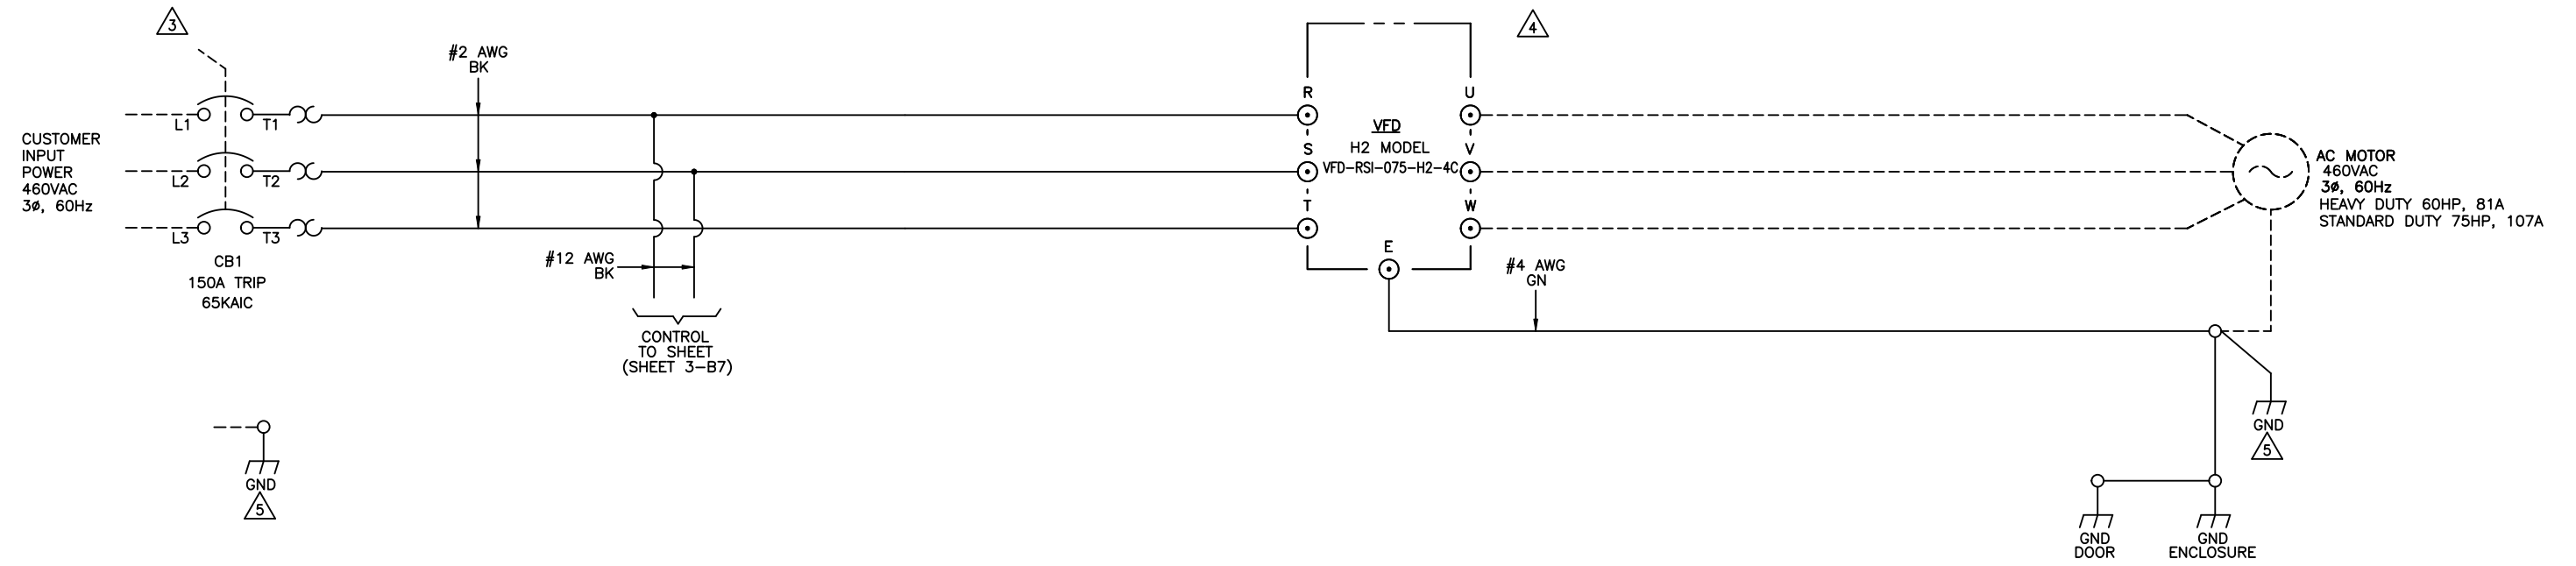 3
#2 AWG
BK
4
CUSTOMER
INPUT
POWER
460VAC
3ø, 60Hz
L1
T1
L2
T2
L3
T3
CB1
150A TRIP
65KAIC
#12 AWG
BK
CONTROL
TO SHEET
(SHEET 3-B7)
R
S
T
U
V
W
E
VFD
H2 MODEL
VFD-RSI-075-H2-4C
#4 AWG
GN
AC MOTOR
460VAC
3ø, 60Hz
HEAVY DUTY 60HP, 81A
STANDARD DUTY 75HP, 107A
GND
5
GND
5
GND
DOOR
GND
ENCLOSURE